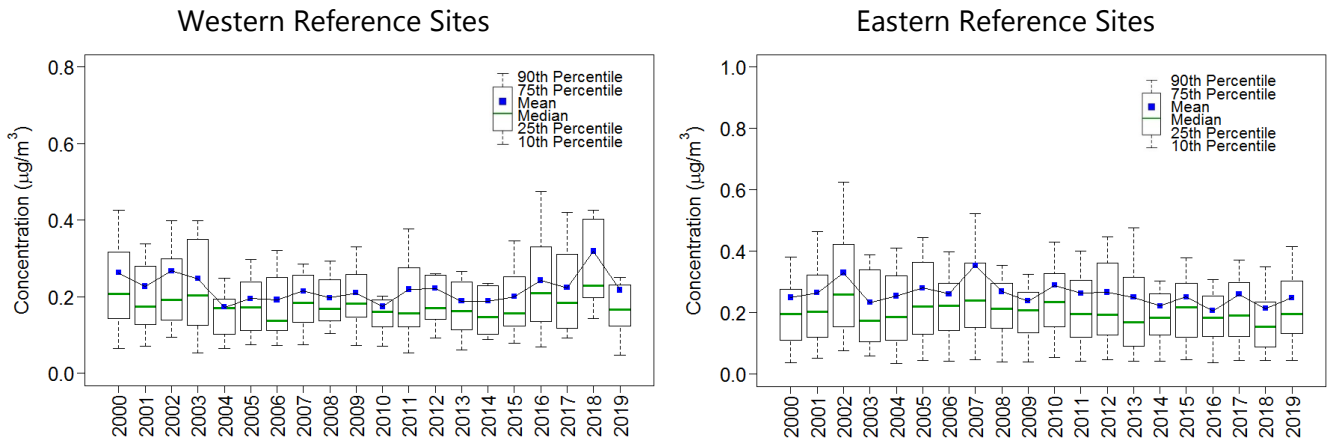 Western Reference Sites
Concentration (μg/m³)
0.8
0.6
0.4
0.2
0.0
90th Percentile
75th Percentile
Mean
Median
25th Percentile
10th Percentile
2000 2001 2002 2003 2004 2005 2006 2007 2008 2009 2010 2011 2012 2013 2014 2015 2016 2017 2018 2019
Eastern Reference Sites
Concentration (μg/m³)
1.0
0.8
0.6
0.4
0.2
0.0
90th Percentile
75th Percentile
Mean
Median
25th Percentile
10th Percentile
2000 2001 2002 2003 2004 2005 2006 2007 2008 2009 2010 2011 2012 2013 2014 2015 2016 2017 2018 2019